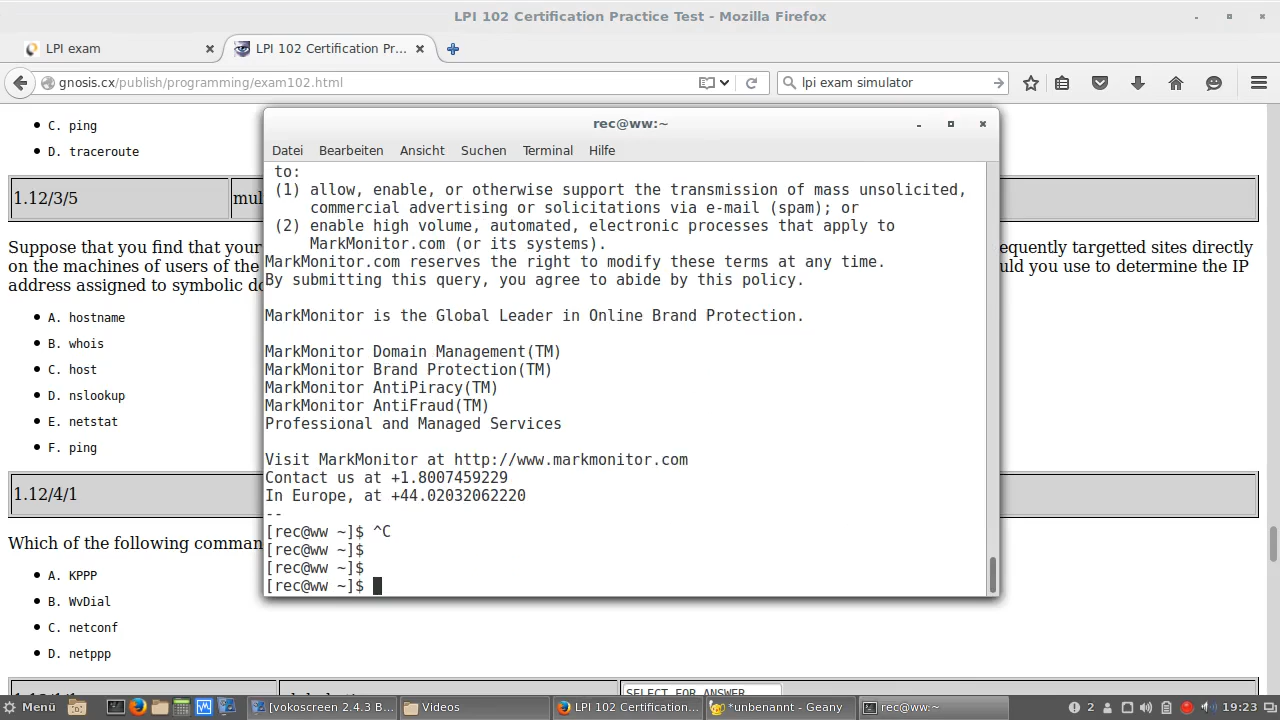 LPI 102 Certification Practice Test - Mozilla Firefox
LPI exam
LPI 102 Certification Pr...
gnosis.cx/publish/programming/exam102.html
lpi exam simulator
C. ping
D. traceroute
1.12/3/5
mul
Suppose that you find that your
equently targetted sites directly
on the machines of users of the
uld you use to determine the IP
address assigned to symbolic do
A. hostname
B. whois
C. host
D. nslookup
E. netstat
F. ping
1.12/4/1
Which of the following comman
A. KPPP
B. WvDial
C. netconf
D. netppp
SELECT FOR ANSWER
rec@ww:~
Datei Bearbeiten Ansicht Suchen Terminal Hilfe
to:
(1) allow, enable, or otherwise support the transmission of mass unsolicited,
commercial advertising or solicitations via e-mail (spam); or
(2) enable high volume, automated, electronic processes that apply to
MarkMonitor.com (or its systems).
MarkMonitor.com reserves the right to modify these terms at any time.
By submitting this query, you agree to abide by this policy.
MarkMonitor is the Global Leader in Online Brand Protection.
MarkMonitor Domain Management(TM)
MarkMonitor Brand Protection(TM)
MarkMonitor AntiPiracy(TM)
MarkMonitor AntiFraud(TM)
Professional and Managed Services
Visit MarkMonitor at http://www.markmonitor.com
Contact us at +1.8007459229
In Europe, at +44.02032062220
--
[rec@ww ~]$ ^C
[rec@ww ~]$
[rec@ww ~]$
[rec@ww ~]$
Menü
[vokoscreen 2.4.3 B...
Videos
LPI 102 Certification...
*unbenannt - Geany
rec@ww:~
2
19:23